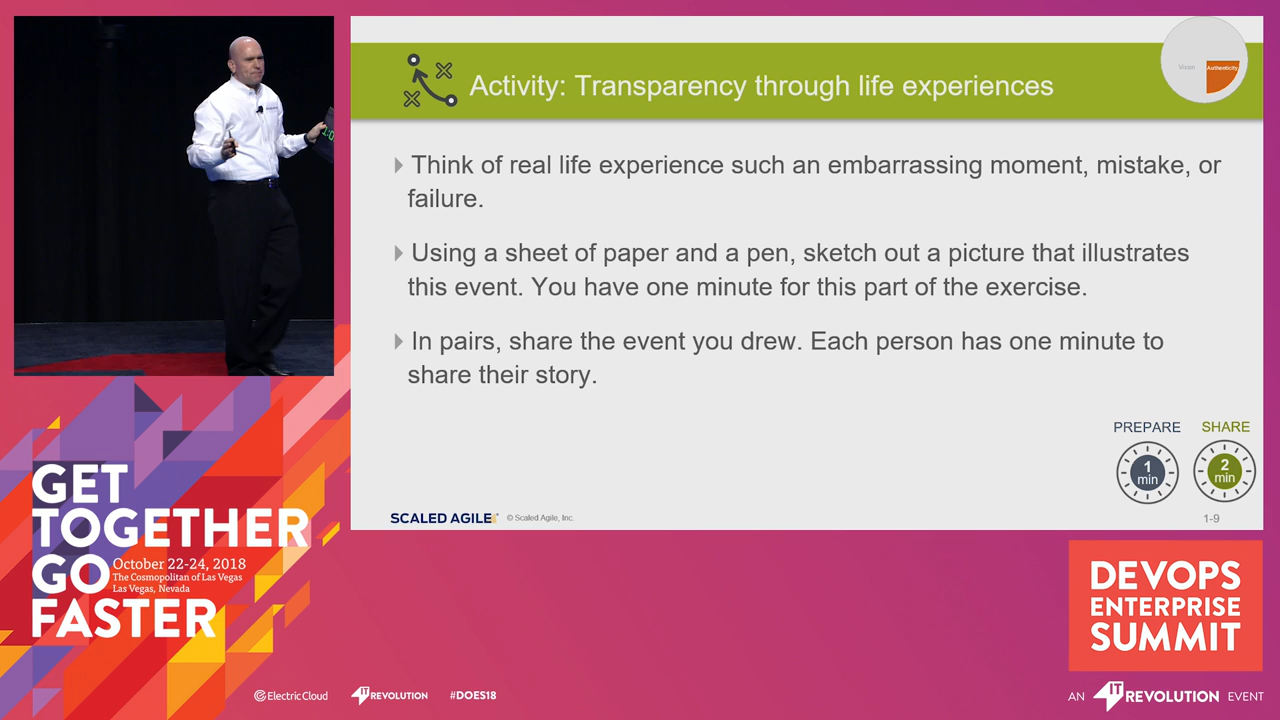 Activity: Transparency through life experiences
Vision
Authenticity
Think of real life experience such an embarrassing moment, mistake, or
failure.
Using a sheet of paper and a pen, sketch out a picture that illustrates
this event. You have one minute for this part of the exercise.
In pairs, share the event you drew. Each person has one minute to
share their story.
PREPARE
SHARE
1
min
2
min
SCALED AGILE
© Scaled Agile, Inc.
1-9
GET
TOGETHER
GO
FASTER
October 22-24, 2018
The Cosmopolitan of Las Vegas
Las Vegas, Nevada
DEVOPS
ENTERPRISE
SUMMIT
Electric Cloud
IT REVOLUTION
#DOES18
AN IT REVOLUTION EVENT